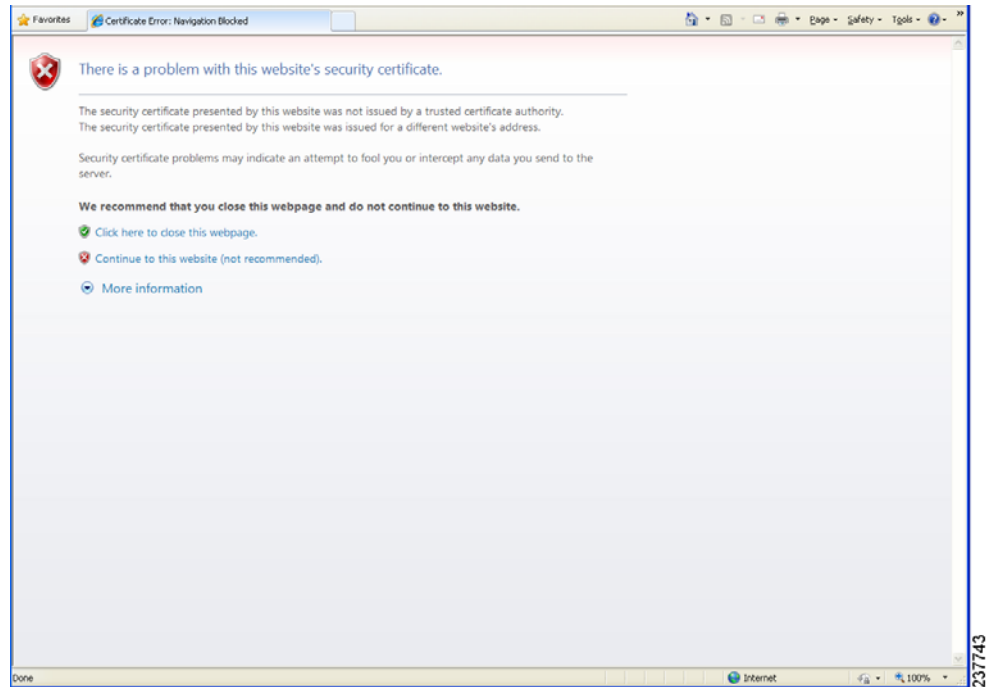 Favorites
Certificate Error: Navigation Blocked
Page
Safety
Tools
»
There is a problem with this website's security certificate.
The security certificate presented by this website was not issued by a trusted certificate authority.
The security certificate presented by this website was issued for a different website's address.
Security certificate problems may indicate an attempt to fool you or intercept any data you send to the
server.
We recommend that you close this webpage and do not continue to this website.
Click here to close this webpage.
Continue to this website (not recommended).
More information
Done
Internet
100%
237743